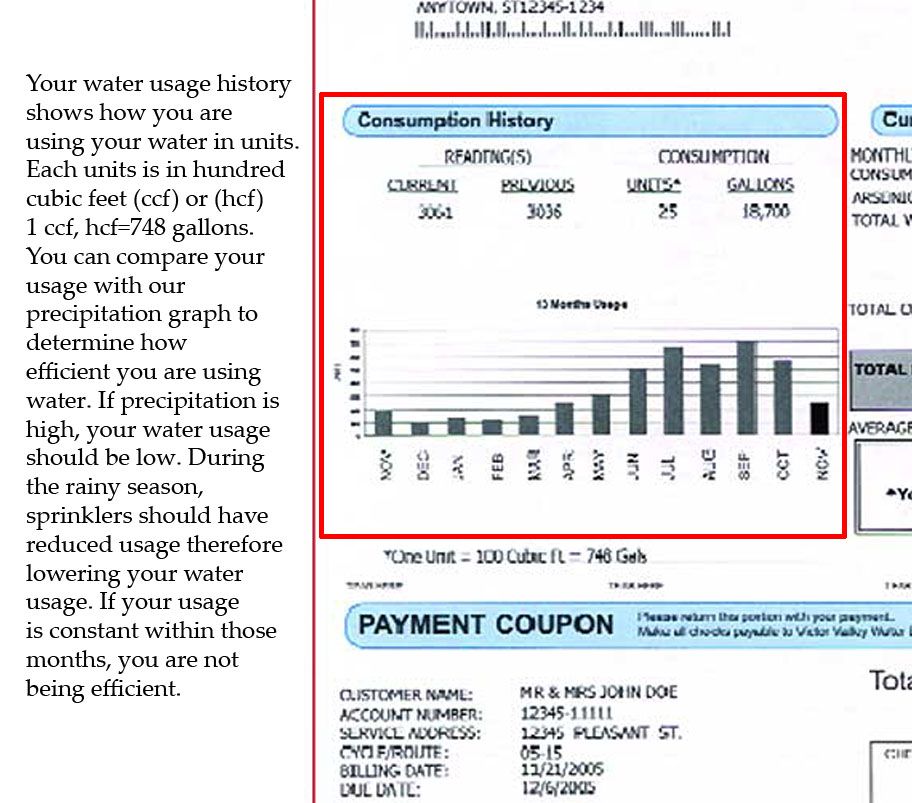 ANYTOWN, ST12345-1234
Your water usage history
shows how you are
using your water in units.
Each units is in hundred
cubic feet (ccf) or (hcf)
1 ccf, hcf=748 gallons.
You can compare your
usage with our
precipitation graph to
determine how
efficient you are using
water. If precipitation is
high, your water usage
should be low. During
the rainy season,
sprinklers should have
reduced usage therefore
lowering your water
usage. If your usage
is constant within those
months, you are not
being efficient.
Consumption History
READING(S) CONSUMPTION
CURRENT PREVIOUS UNITS* GALLONS
3061 3036 25 18,700
13 Months Usage
NOV DEC JAN FEB MAR APR MAY JUN JUL AUG SEP OCT NOV
*One Unit = 100 Cubic ft. = 748 Gals
MONTHL
CONSUM
ARSENIC
TOTAL
TOTAL
TOTAL
AVERAGE
*Yo
PAYMENT COUPON
Please return this portion with your payment.
Make all checks payable to Victor Valley Water
CUSTOMER NAME: MR & MRS JOHN DOE
ACCOUNT NUMBER: 12345-11111
SERVICE ADDRESS: 12345 PLEASANT ST.
CYCLE/ROUTE: 05-15
BILLING DATE: 11/21/2005
DUE DATE: 12/6/2005
Tota